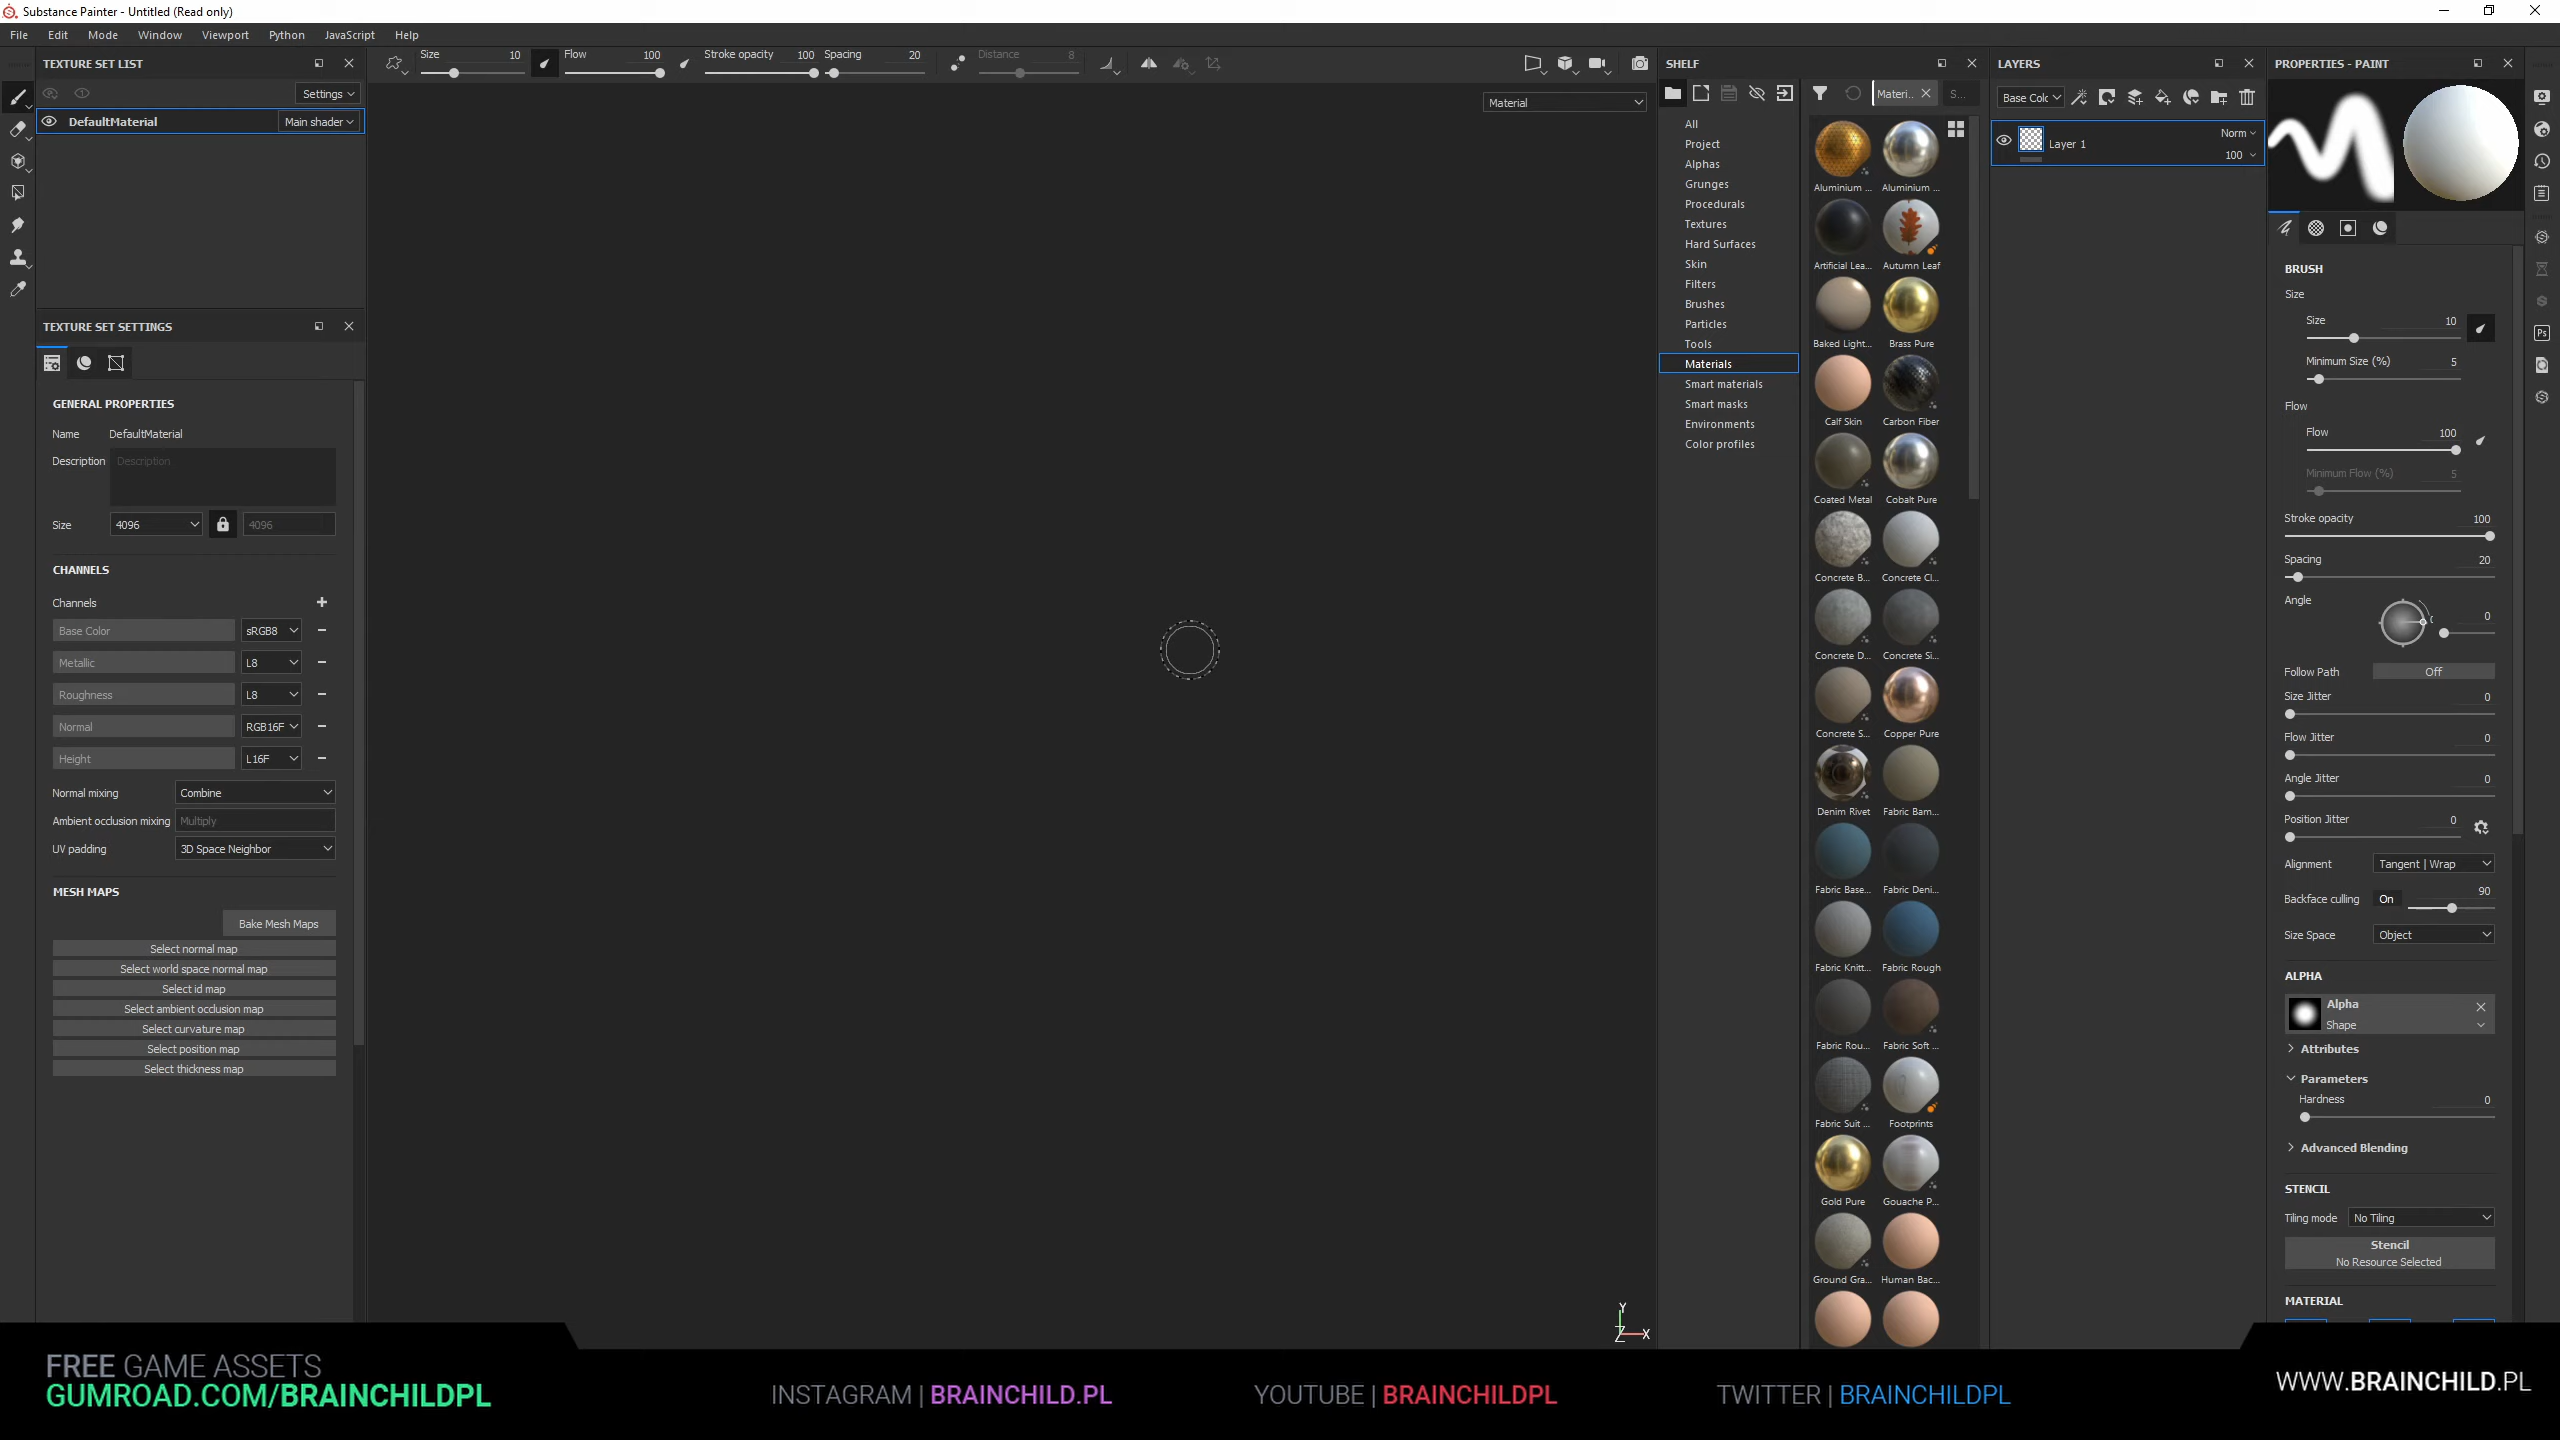 Substance Painter - Untitled (Read only)
File Edit Mode Window Viewport Python JavaScript Help
TEXTURE SET LIST
Settings
DefaultMaterial Main shader
TEXTURE SET SETTINGS
GENERAL PROPERTIES
Name DefaultMaterial
Description Description
Size 4096 4096
CHANNELS
Channels
Base Color sRGB8
Metallic L8
Roughness L8
Normal RGB16F
Height L16F
Normal mixing Combine
Ambient occlusion mixing Multiply
UV padding 3D Space Neighbor
MESH MAPS
Bake Mesh Maps
Select normal map
Select world space normal map
Select id map
Select ambient occlusion map
Select curvature map
Select position map
Select thickness map
Size 10 Flow 100 Stroke opacity 100 Spacing 20 Distance 8
Material
Y
Z X
SHELF
Materi.. S...
All
Project
Alphas
Grunges
Procedurals
Textures
Hard Surfaces
Skin
Filters
Brushes
Particles
Tools
Materials
Smart materials
Smart masks
Environments
Color profiles
Aluminium ... Aluminium ...
Artificial Lea... Autumn Leaf
Baked Light... Brass Pure
Calf Skin Carbon Fiber
Coated Metal Cobalt Pure
Concrete B... Concrete Cl...
Concrete D... Concrete Si...
Concrete S... Copper Pure
Denim Rivet Fabric Bam...
Fabric Base... Fabric Deni...
Fabric Knitt... Fabric Rough
Fabric Rou... Fabric Soft ...
Fabric Suit ... Footprints
Gold Pure Gouache P...
Ground Gra... Human Bac...
LAYERS
Base Colc
Layer 1 Norm
100
PROPERTIES - PAINT
BRUSH
Size
Size 10
Minimum Size (%) 5
Flow
Flow 100
Minimum Flow (%) 5
Stroke opacity 100
Spacing 20
Angle 0
Follow Path Off
Size Jitter 0
Flow Jitter 0
Angle Jitter 0
Position Jitter 0
Alignment Tangent | Wrap
Backface culling On 90
Size Space Object
ALPHA
Alpha
Shape
Attributes
Parameters
Hardness 0
Advanced Blending
STENCIL
Tiling mode No Tiling
Stencil
No Resource Selected
MATERIAL
Ps
FREE GAME ASSETS
GUMROAD.COM/BRAINCHILDPL
INSTAGRAM | BRAINCHILD.PL
YOUTUBE | BRAINCHILDPL
TWITTER | BRAINCHILDPL
WWW.BRAINCHILD.PL